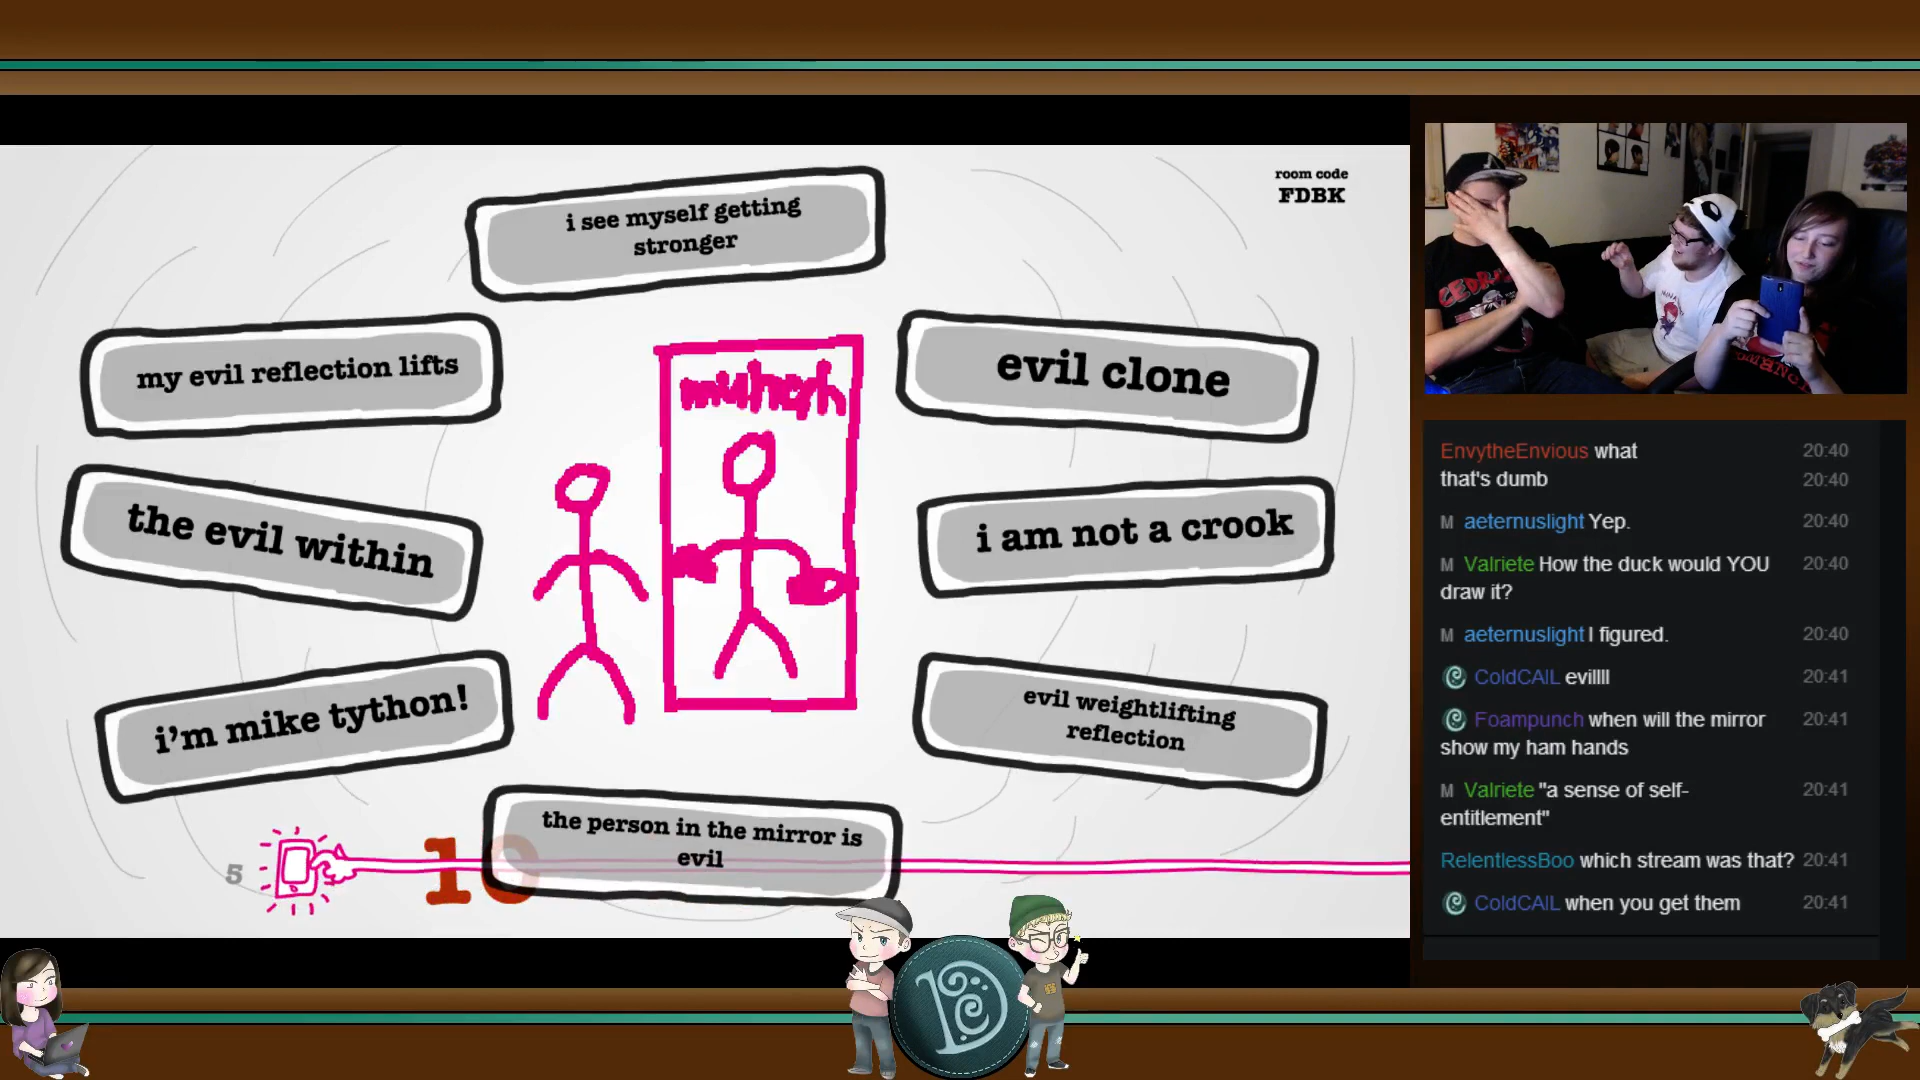 room code
FDBK
i see myself getting
stronger
my evil reflection lifts
evil clone
the evil within
i am not a crook
i'm mike tython!
evil weightlifting
reflection
the person in the mirror is
evil
5
10
EnvytheEnvious what 20:40
that's dumb 20:40
M aeternuslight Yep. 20:40
M Valriete How the duck would YOU 20:40
draw it?
M aeternuslight I figured. 20:40
ColdCAIL evillll 20:41
Foampunch when will the mirror 20:41
show my ham hands
M Valriete "a sense of self- 20:41
entitlement"
RelentlessBoo which stream was that? 20:41
ColdCAIL when you get them 20:41